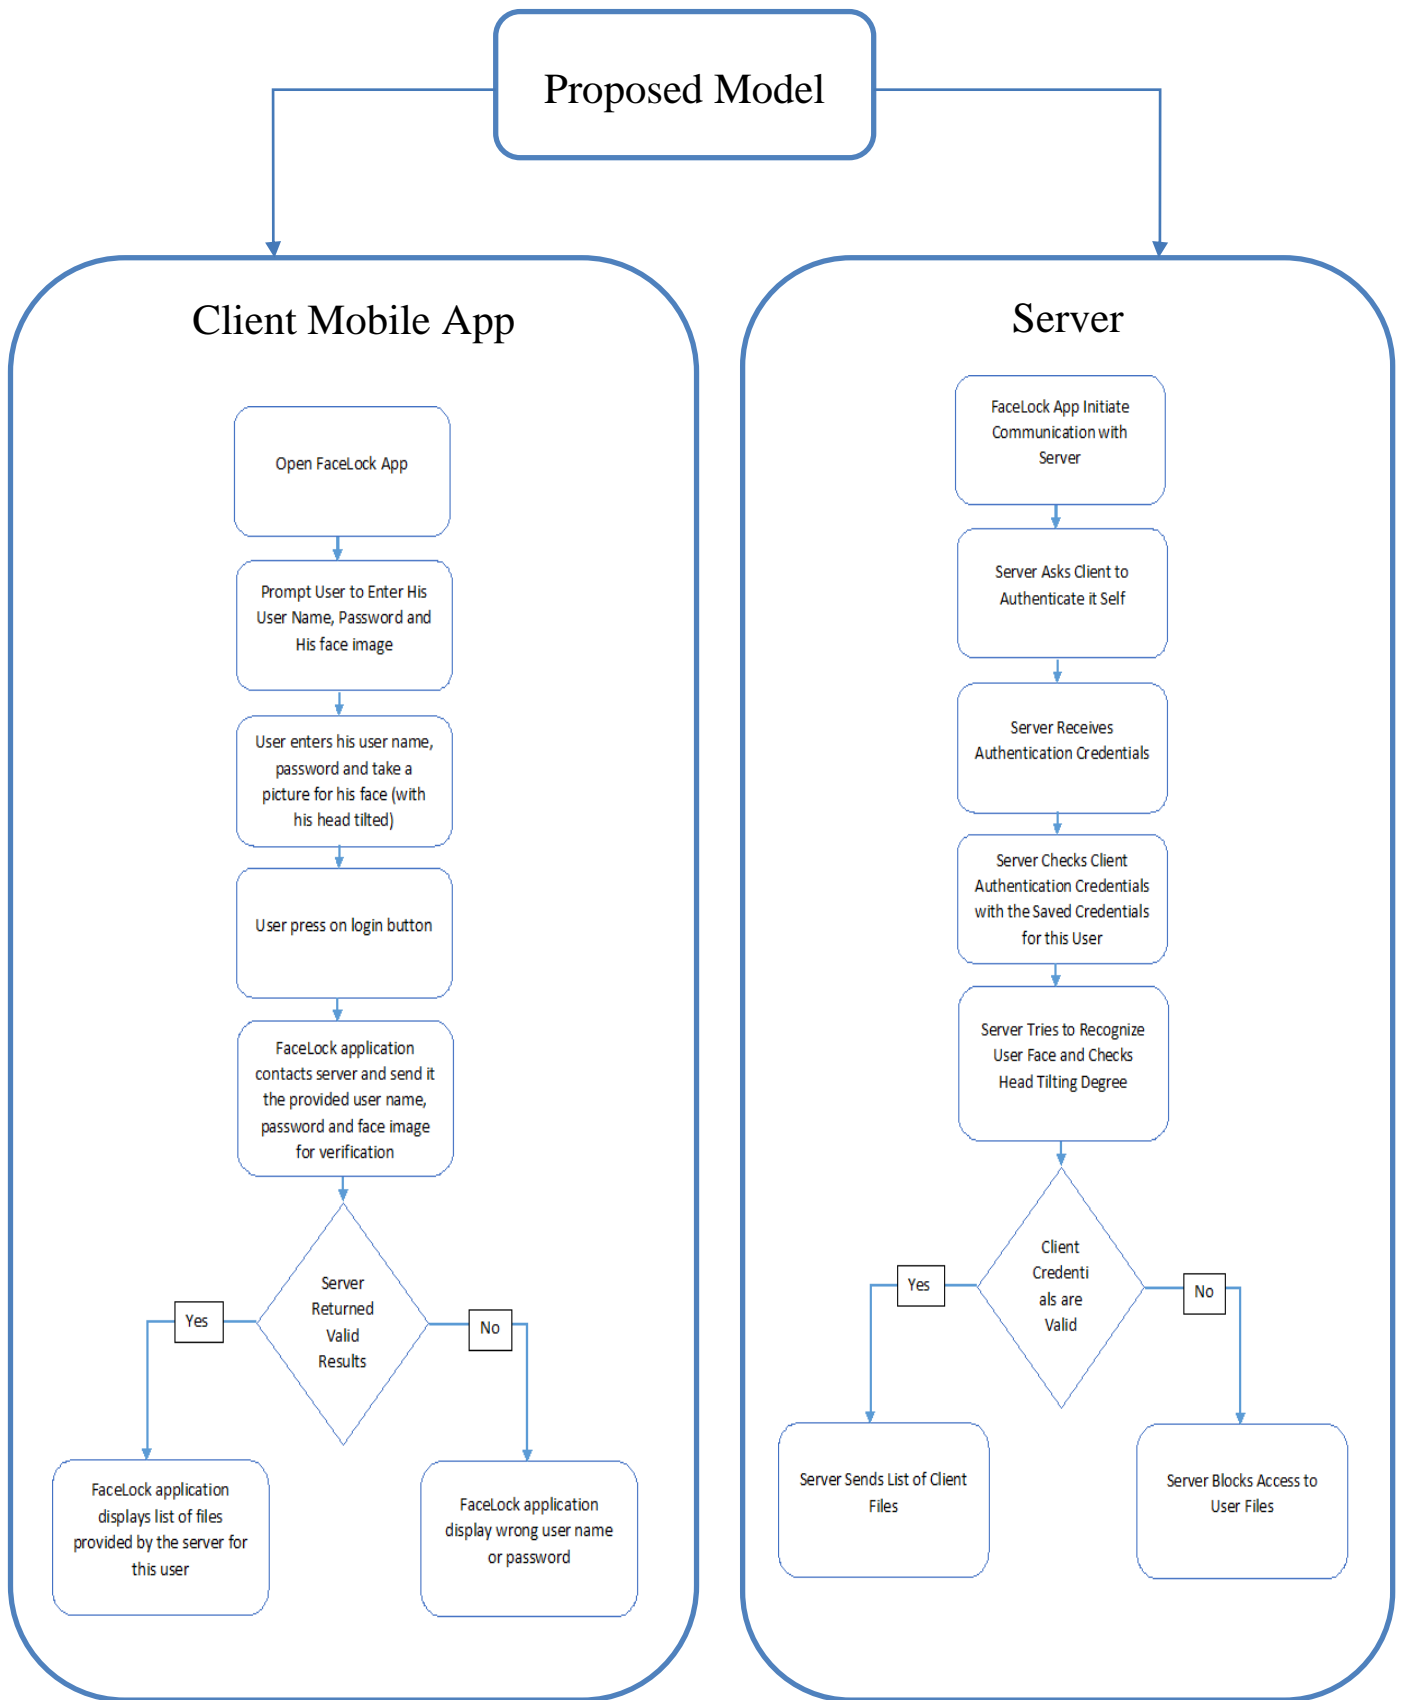 Proposed Model
Client Mobile App
Open FaceLock App
Prompt User to Enter His
User Name, Password and
His face image
User enters his user name,
password and take a
picture for his face (with
his head tilted)
User press on login button
FaceLock application
contacts server and send it
the provided user name,
password and face image
for verification
Server
Returned
Valid
Results
Yes
No
FaceLock application
displays list of files
provided by the server for
this user
FaceLock application
display wrong user name
or password
Server
FaceLock App Initiate
Communication with
Server
Server Asks Client to
Authenticate it Self
Server Receives
Authentication Credentials
Server Checks Client
Authentication Credentials
with the Saved Credentials
for this User
Server Tries to Recognize
User Face and Checks
Head Tilting Degree
Client
Credenti
als are
Valid
Yes
No
Server Sends List of Client
Files
Server Blocks Access to
User Files